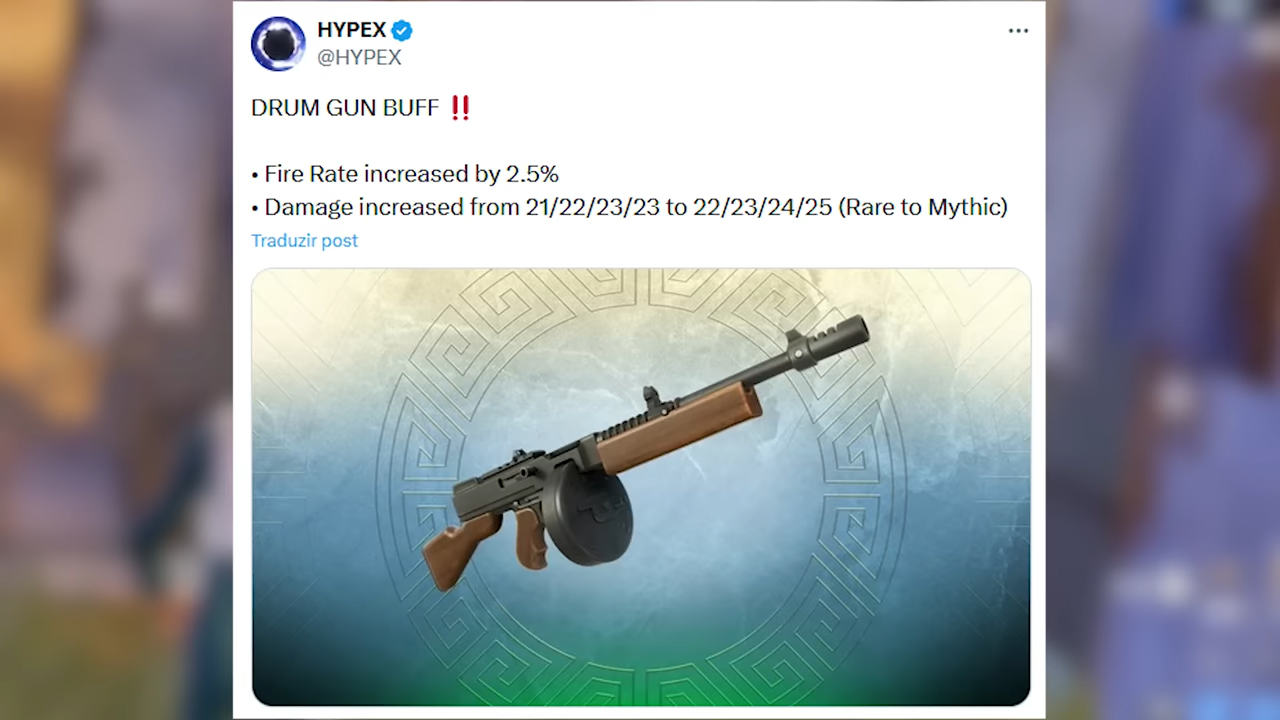 HYPEX
@HYPEX
DRUM GUN BUFF ‼️
• Fire Rate increased by 2.5%
• Damage increased from 21/22/23/23 to 22/23/24/25 (Rare to Mythic)
Traduzir post